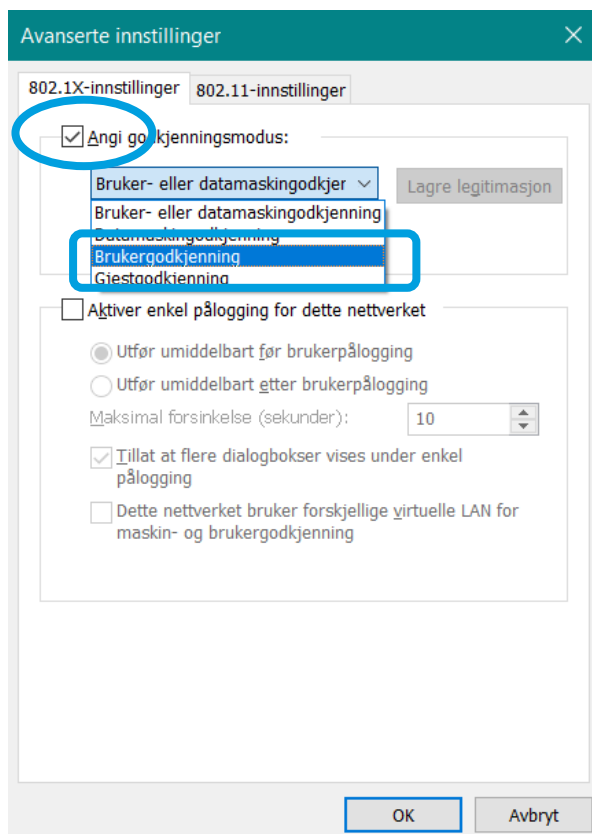 Avanserte innstillinger
802.1X-innstillinger 802.11-innstillinger
Angi godkjenningsmodus:
Bruker- eller datamaskingodkjer Lagre legitimasjon
Bruker- eller datamaskingodkjenning
Datamaskingodkjenning
Brukergodkjenning
Gjestgodkjenning
Aktiver enkel pålogging for dette nettverket
Utfør umiddelbart før brukerpålogging
Utfør umiddelbart etter brukerpålogging
Maksimal forsinkelse (sekunder): 10
Tillat at flere dialogbokser vises under enkel
pålogging
Dette nettverket bruker forskjellige virtuelle LAN for
maskin- og brukergodkjenning
OK Avbryt